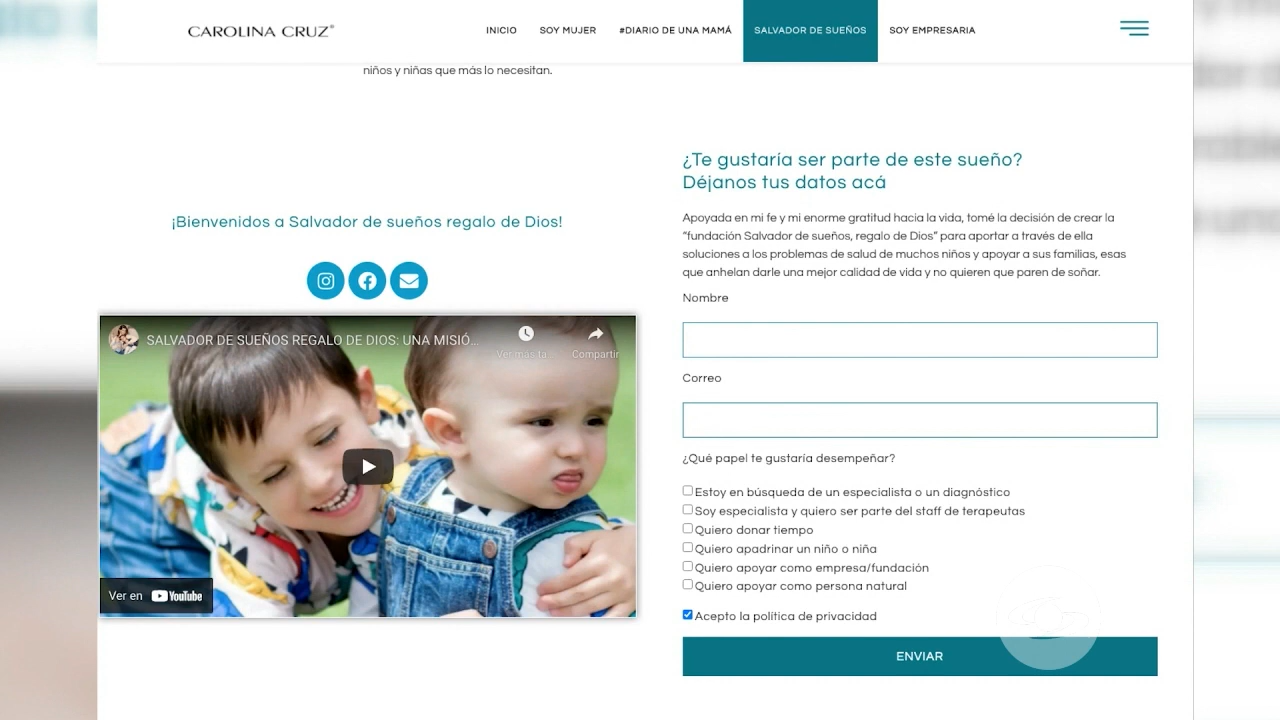 CAROLINA CRUZ®
INICIO
SOY MUJER
#DIARIO DE UNA MAMÁ
SALVADOR DE SUEÑOS
SOY EMPRESARIA
niños y niñas que más lo necesitan.
¡Bienvenidos a Salvador de sueños regalo de Dios!
SALVADOR DE SUEÑOS REGALO DE DIOS: UNA MISIÓ...
Ver más ta...
Compartir
Ver en YouTube
¿Te gustaría ser parte de este sueño?
Déjanos tus datos acá
Apoyada en mi fe y mi enorme gratitud hacia la vida, tomé la decisión de crear la
"fundación Salvador de sueños, regalo de Dios" para aportar a través de ella
soluciones a los problemas de salud de muchos niños y apoyar a sus familias, esas
que anhelan darle una mejor calidad de vida y no quieren que paren de soñar.
Nombre
Correo
¿Qué papel te gustaría desempeñar?
Estoy en búsqueda de un especialista o un diagnóstico
Soy especialista y quiero ser parte del staff de terapeutas
Quiero donar tiempo
Quiero apadrinar un niño o niña
Quiero apoyar como empresa/fundación
Quiero apoyar como persona natural
Acepto la política de privacidad
ENVIAR